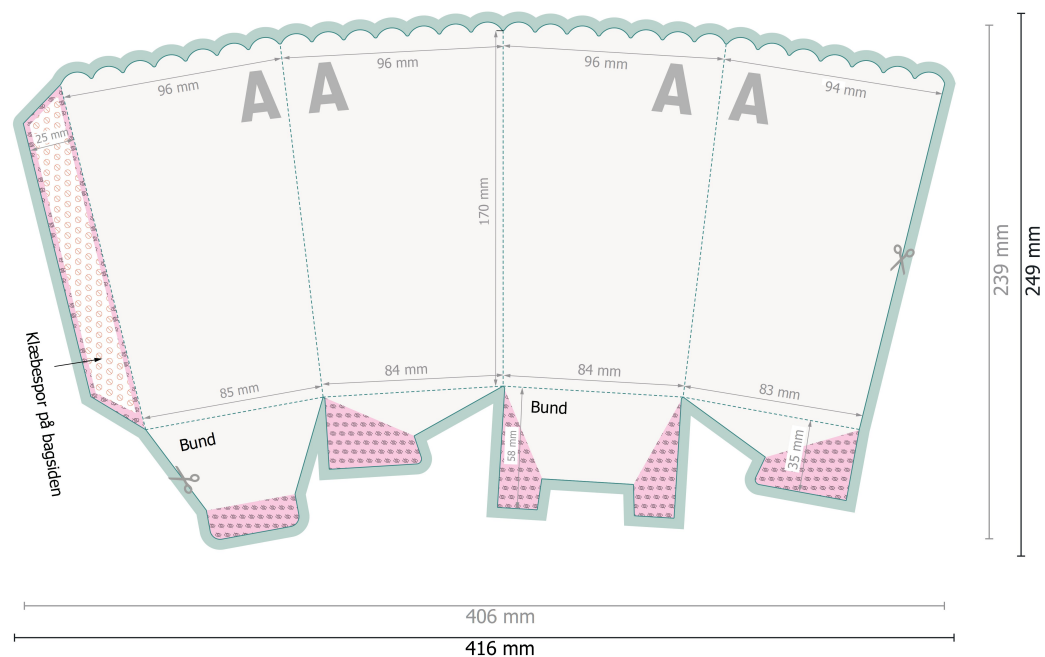 A
A
A
A
96 mm
96 mm
96 mm
94 mm
25 mm
170 mm
239 mm
249 mm
Klæbespor på bagsiden
85 mm
84 mm
84 mm
83 mm
Bund
Bund
58 mm
35 mm
406 mm
416 mm